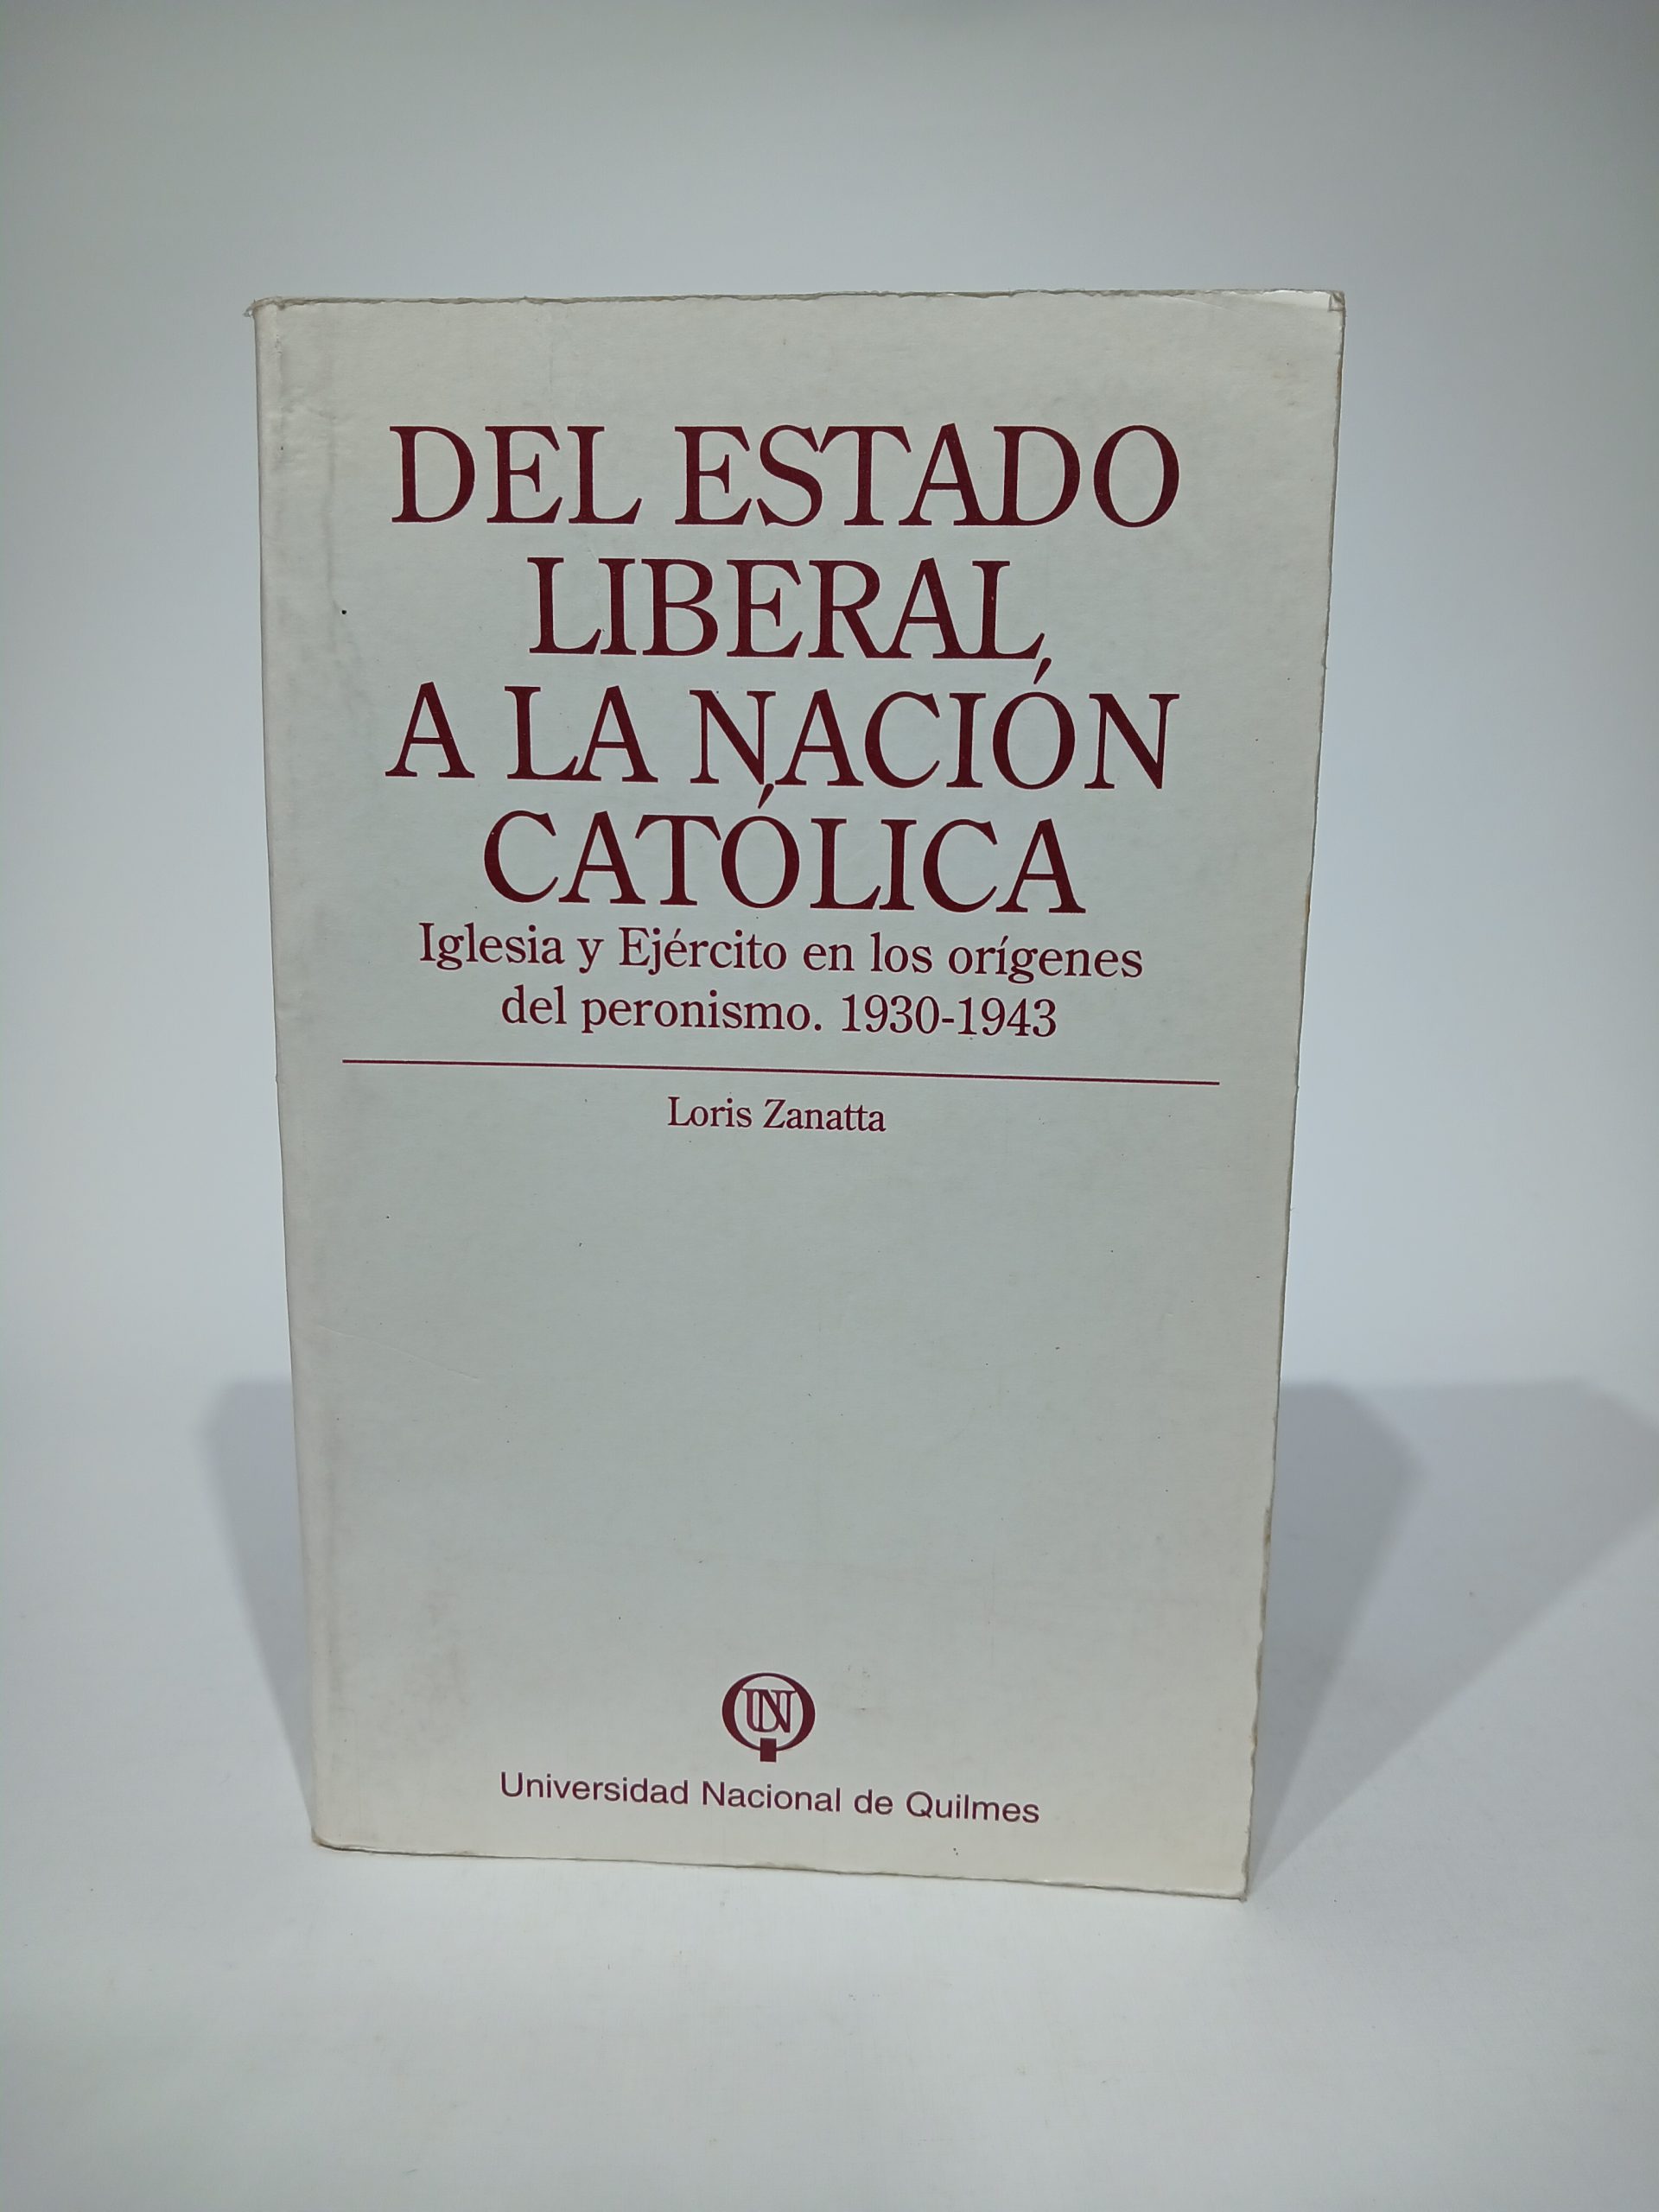 DEL ESTADO
LIBERAL
A LA NACIÓN
CATÓLICA
Iglesia y Ejército en los orígenes
del peronismo. 1930-1943
Loris Zanatta
UNQ
Universidad Nacional de Quilmes